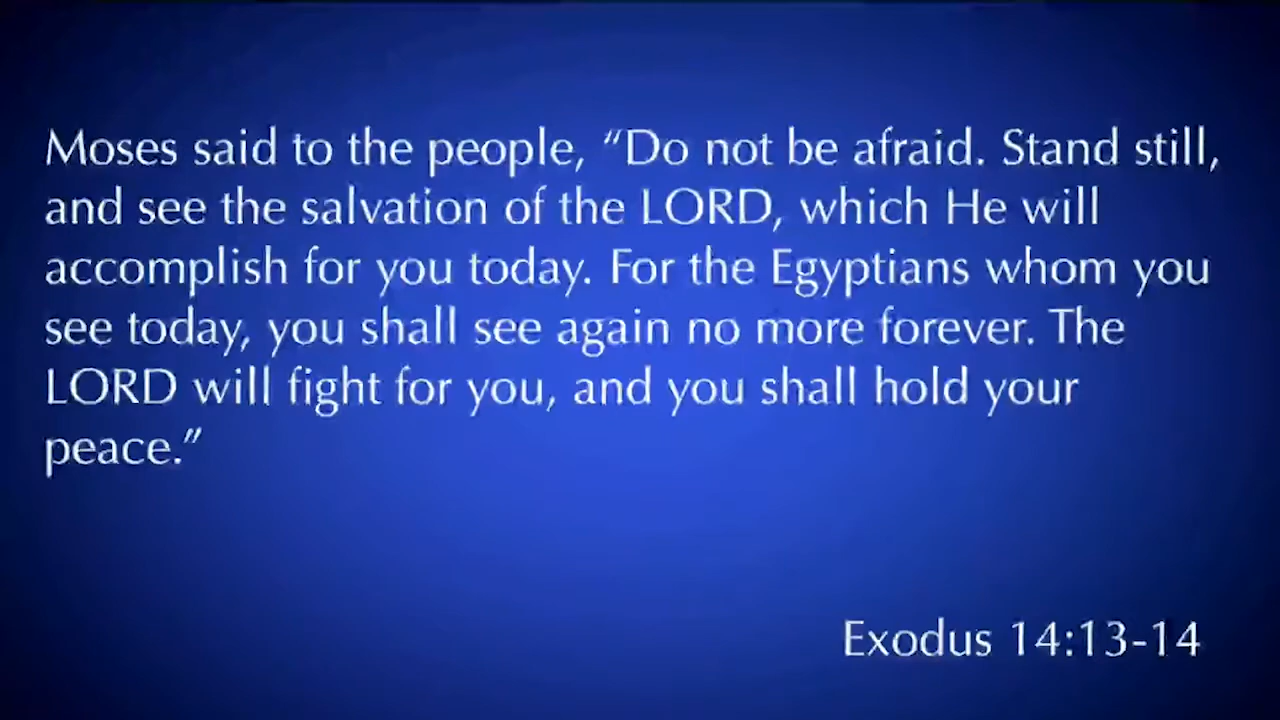 Moses said to the people, “Do not be afraid. Stand still,
and see the salvation of the LORD, which He will
accomplish for you today. For the Egyptians whom you
see today, you shall see again no more forever. The
LORD will fight for you, and you shall hold your
peace.”
Exodus 14:13-14